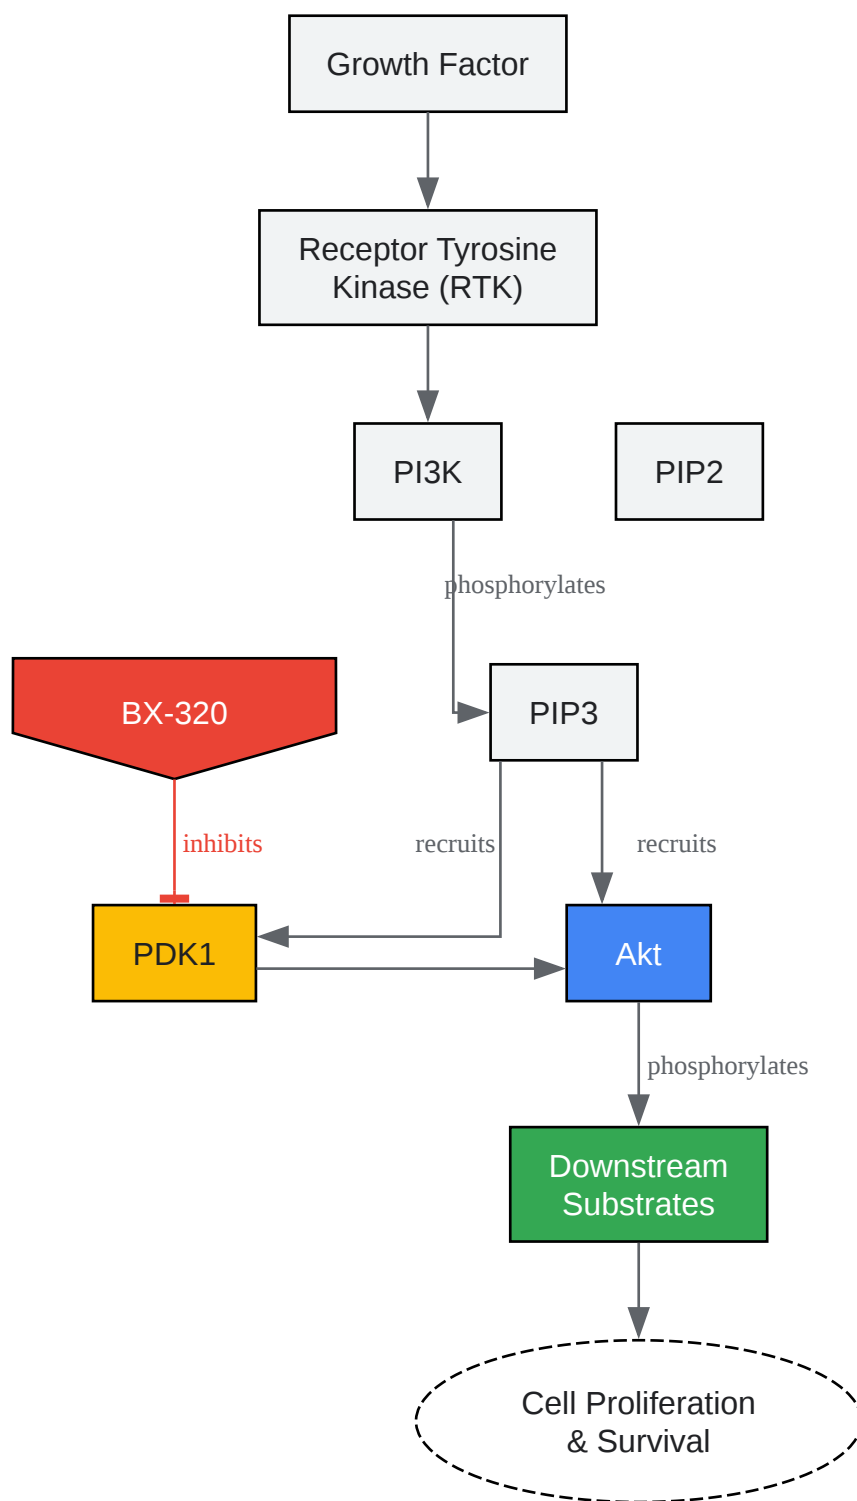 Growth Factor
Receptor Tyrosine
Kinase (RTK)
PI3K
PIP2
phosphorylates
BX-320
PIP3
inhibits
recruits
recruits
PDK1
Akt
phosphorylates
Downstream
Substrates
Cell Proliferation
& Survival